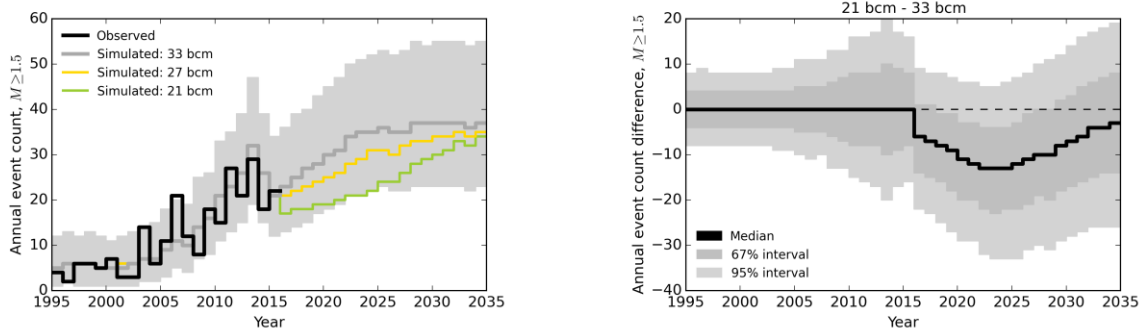 60
50
40
30
20
10
0
Annual event count, M ≥1.5
Observed
Simulated: 33 bcm
Simulated: 27 bcm
Simulated: 21 bcm
1995 2000 2005 2010 2015 2020 2025 2030 2035
Year
21 bcm - 33 bcm
20
10
0
−10
−20
−30
−40
Annual event count difference, M ≥1.5
Median
67% interval
95% interval
1995 2000 2005 2010 2015 2020 2025 2030 2035
Year